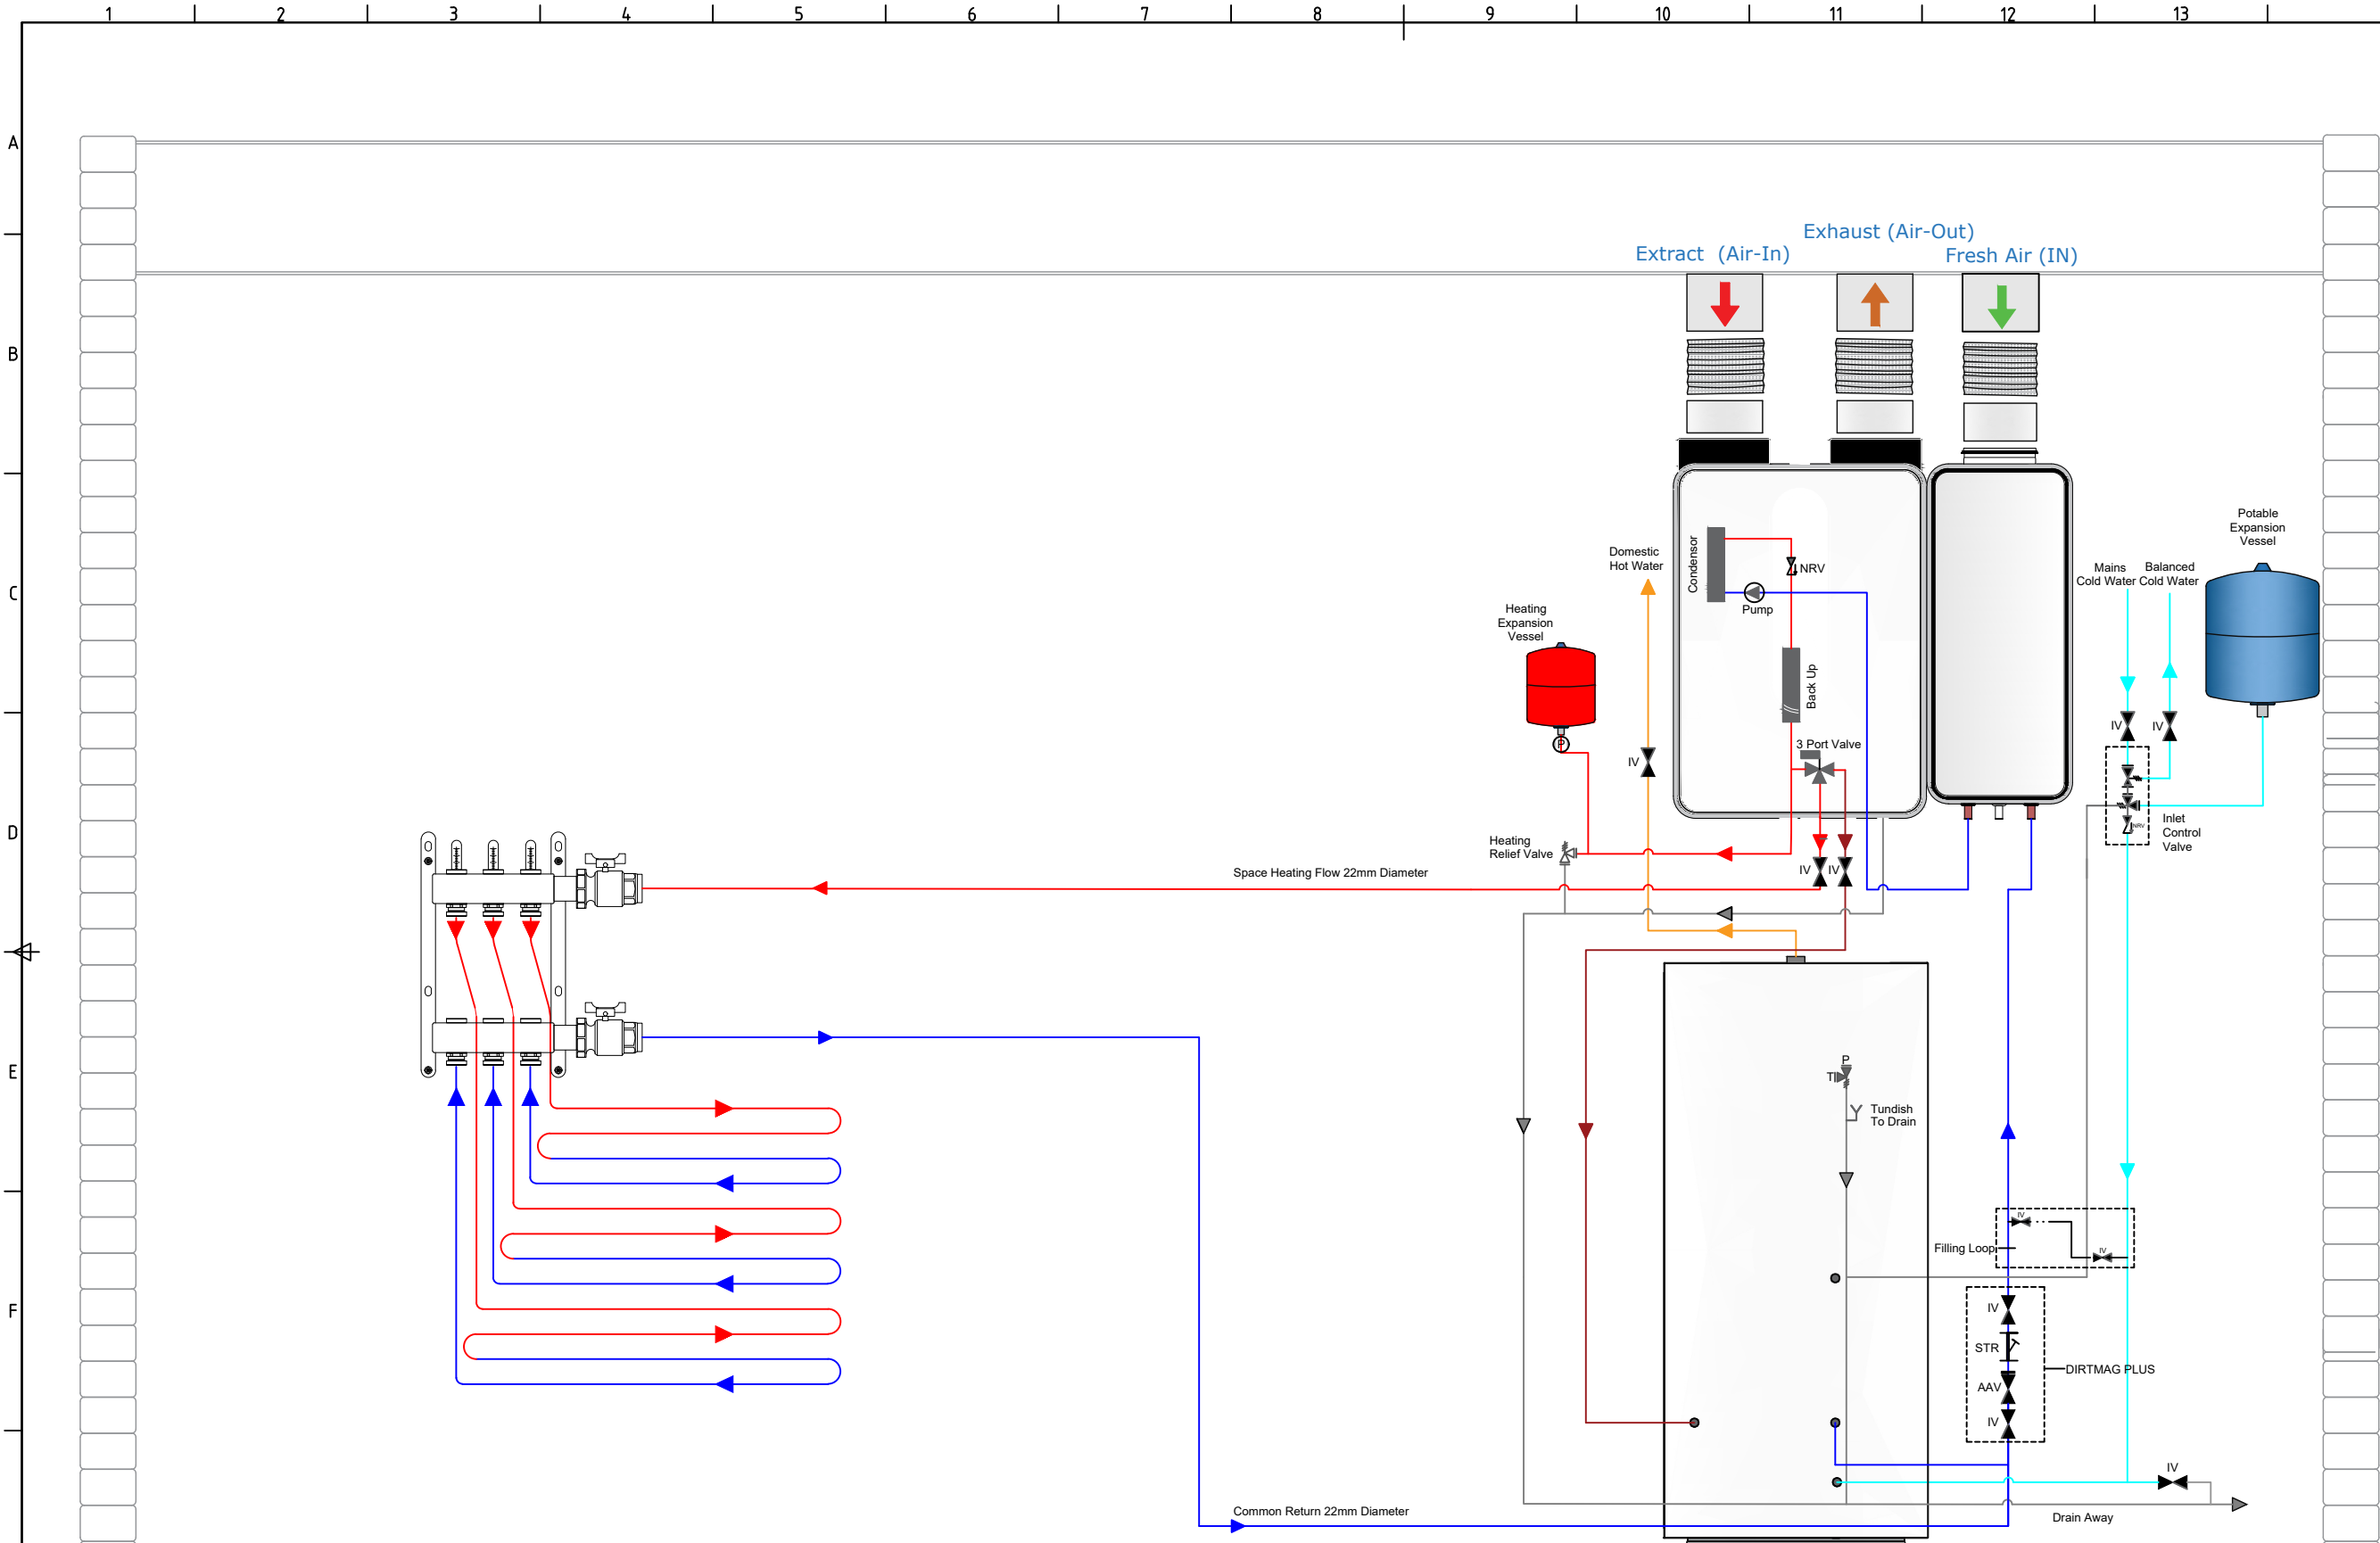 1 2 3 4 5 6 7 8 9 10 11 12 13
A
Exhaust (Air-Out)
Extract (Air-In)
Fresh Air (IN)
B
Potable
Expansion
Vessel
Condensor
Domestic
Hot Water
NRV
Mains
Cold Water
Balanced
Cold Water
C
Pump
Heating
Expansion
Vessel
Back Up
IV
IV
P
3 Port Valve
IV
NRV
Inlet
Control
Valve
D
Heating
Relief Valve
IV
IV
Space Heating Flow 22mm Diameter
P
T
E
Tundish
To Drain
IV
Filling Loop
IV
F
IV
STR
DIRTMAG PLUS
AAV
IV
IV
Common Return 22mm Diameter
Drain Away